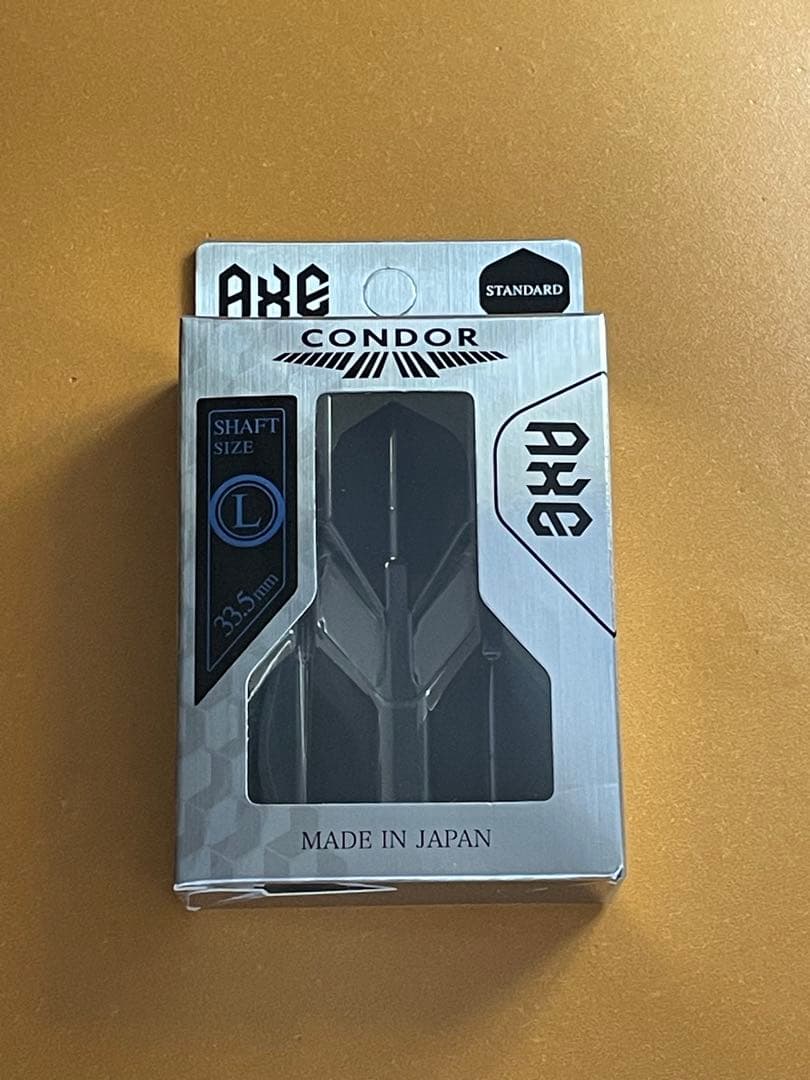 AXE
STANDARD
CONDOR
SHAFT
SIZE
L
33.5mm
AXE
MADE IN JAPAN